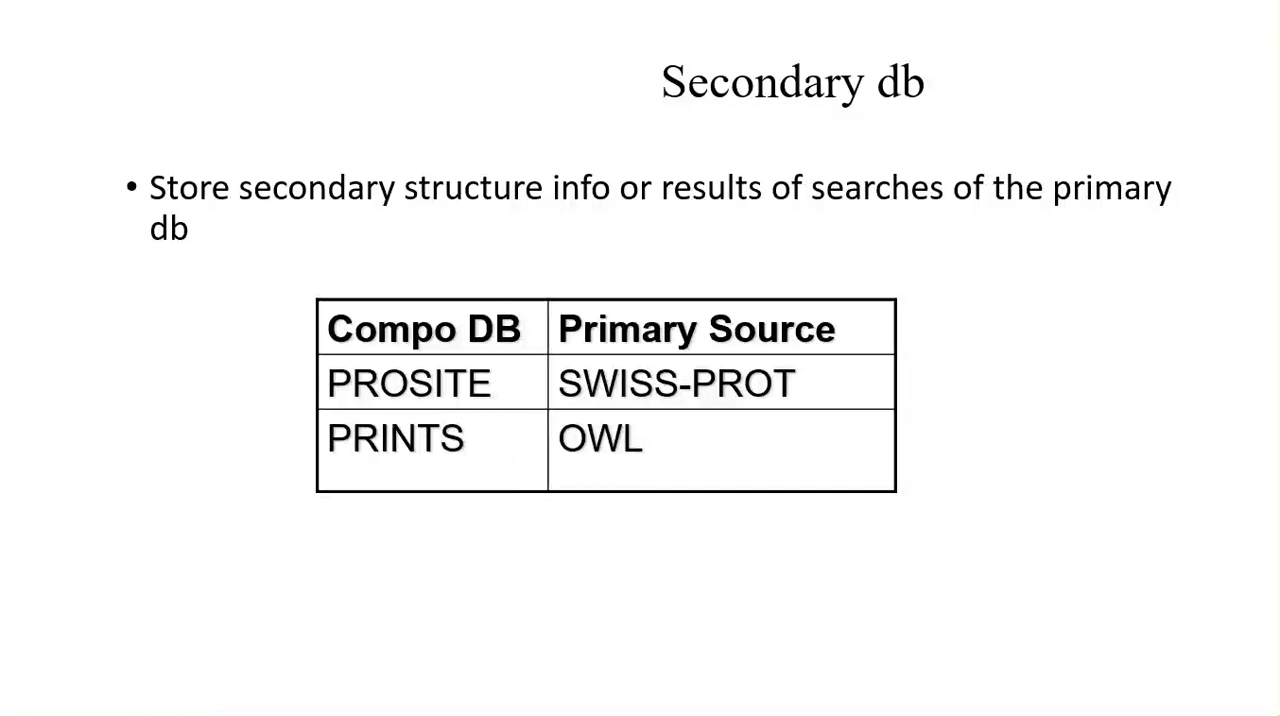 Secondary db
• Store secondary structure info or results of searches of the primary
db
Compo DB Primary Source
PROSITE SWISS-PROT
PRINTS OWL